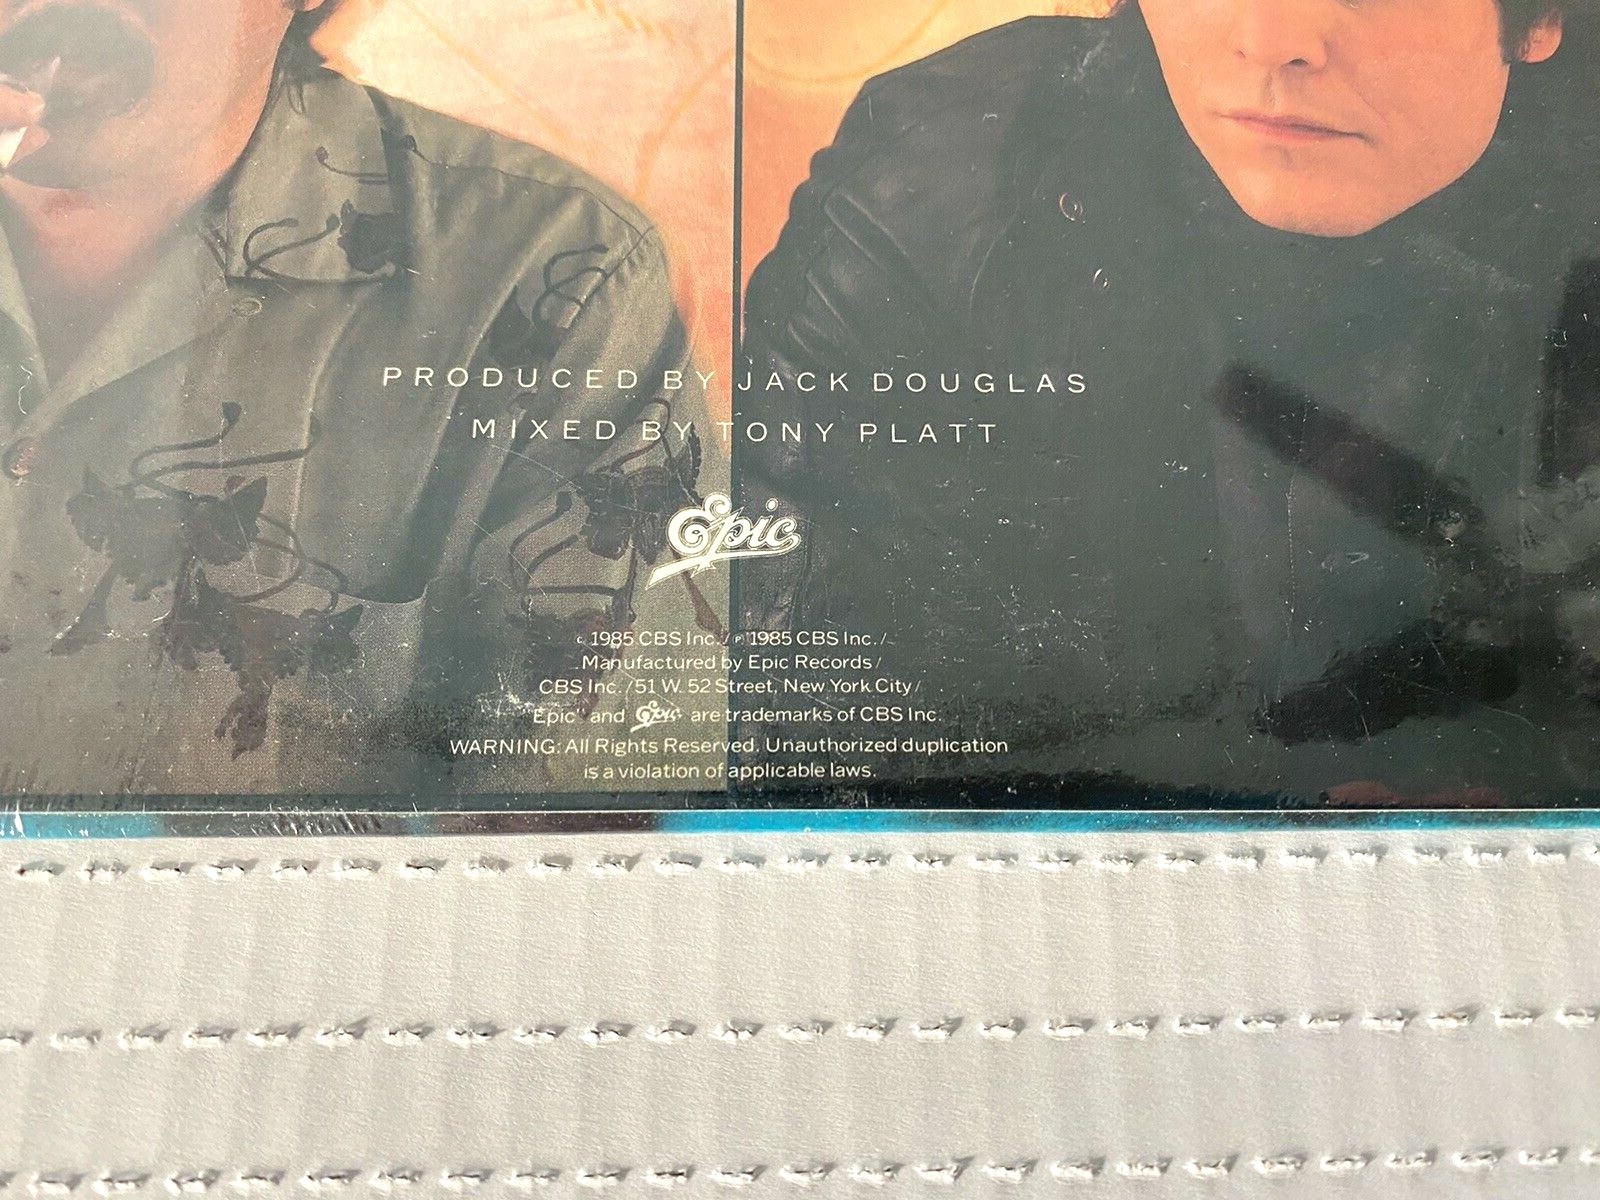 PRODUCED BY JACK DOUGLAS
MIXED BY TONY PLATT
Epic
© 1985 CBS Inc. / ℗ 1985 CBS Inc. /
Manufactured by Epic Records /
CBS Inc. / 51 W. 52 Street, New York City /
"Epic" and Epic are trademarks of CBS Inc.
WARNING: All Rights Reserved. Unauthorized duplication
is a violation of applicable laws.